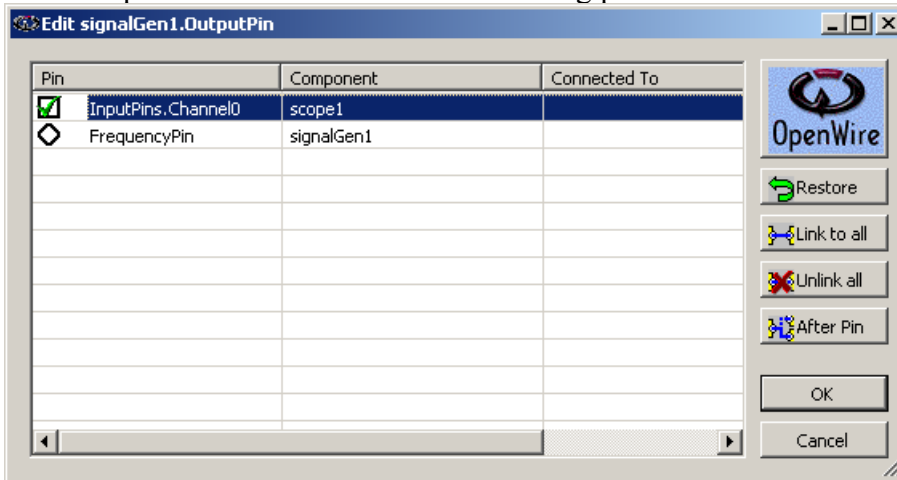 Edit signalGen1.OutputPin
Pin Component Connected To
InputPins.Channel0 scope1
FrequencyPin signalGen1
OpenWire
Restore
Link to all
Unlink all
After Pin
OK
Cancel